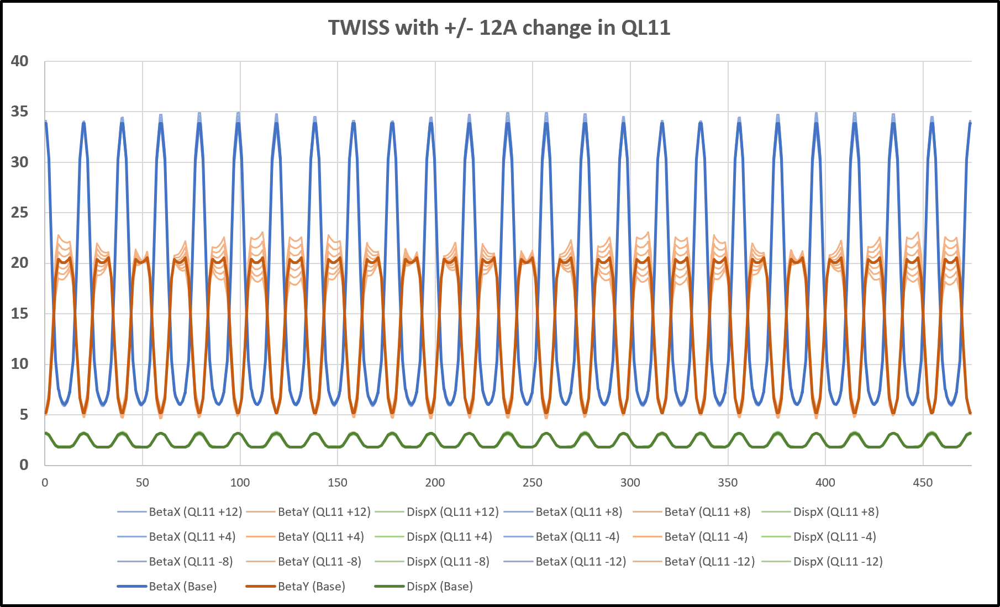 TWISS with +/- 12A change in QL11
40
35
30
25
20
15
10
5
0
0 50 100 150 200 250 300 350 400 450
BetaX (QL11 +12) BetaY (QL11 +12) DispX (QL11 +12) BetaX (QL11 +8) BetaY (QL11 +8) DispX (QL11 +8)
BetaX (QL11 +4) BetaY (QL11 +4) DispX (QL11 +4) BetaX (QL11 -4) BetaY (QL11 -4) DispX (QL11 -4)
BetaX (QL11 -8) BetaY (QL11 -8) DispX (QL11 -8) BetaX (QL11 -12) BetaY (QL11 -12) DispX (QL11 -12)
BetaX (Base) BetaY (Base) DispX (Base)